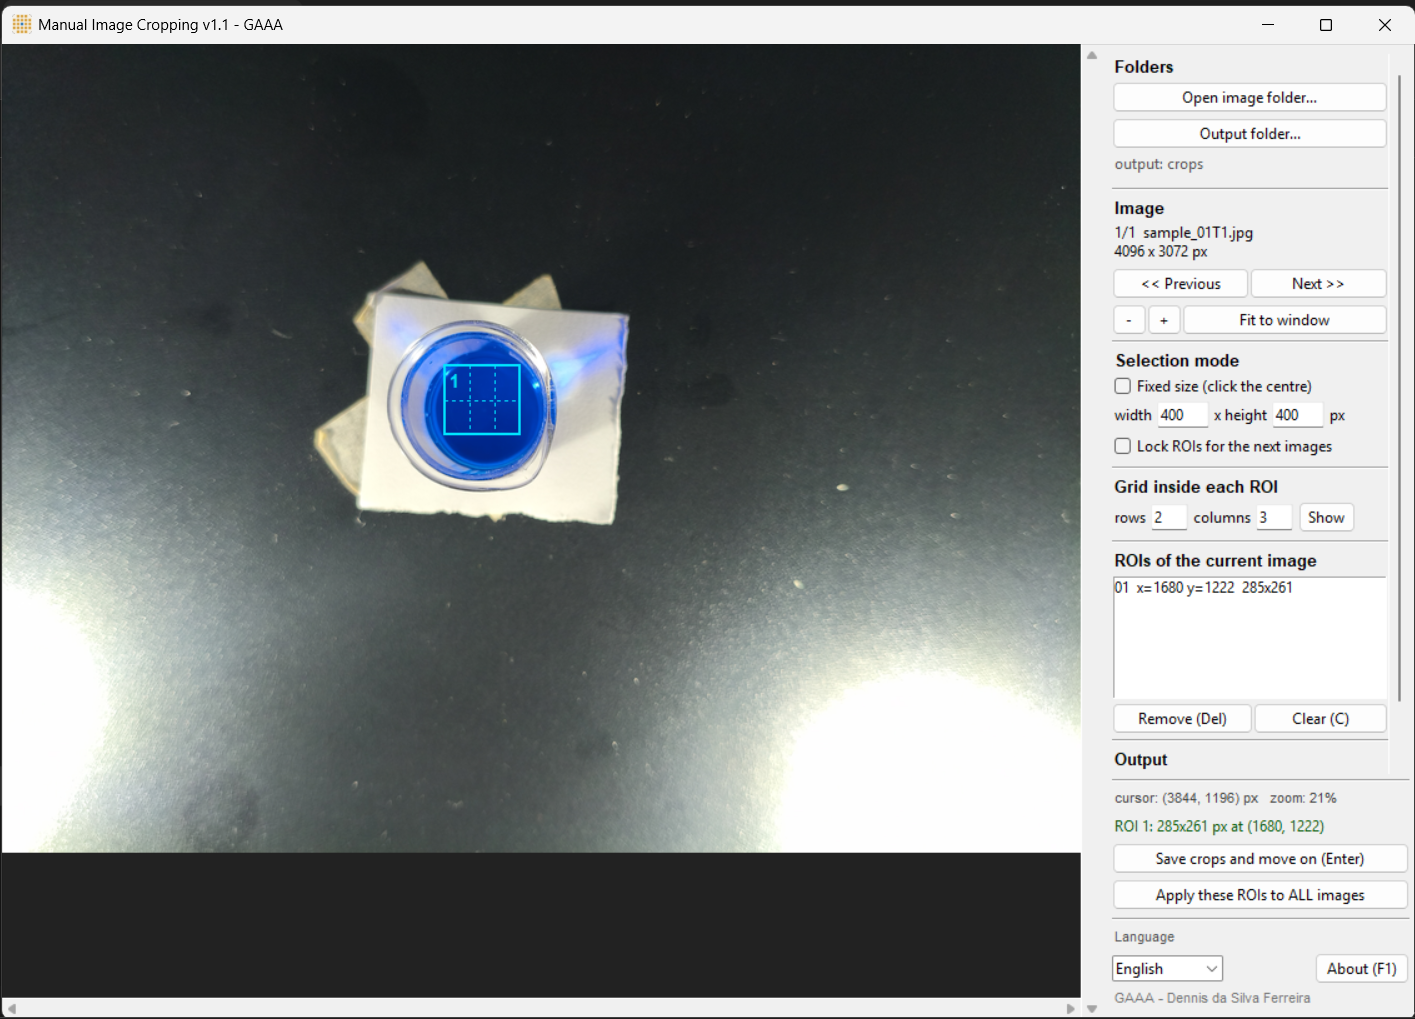 Manual Image Cropping v1.1 - GAAA
1
Folders
Open image folder...
Output folder...
output: crops
Image
1/1 sample_01T1.jpg
4096 x 3072 px
<< Previous
Next >>
-
+
Fit to window
Selection mode
Fixed size (click the centre)
width 400 x height 400 px
Lock ROIs for the next images
Grid inside each ROI
rows 2 columns 3 Show
ROIs of the current image
01 x=1680 y=1222 285x261
Remove (Del)
Clear (C)
Output
cursor: (3844, 1196) px zoom: 21%
ROI 1: 285x261 px at (1680, 1222)
Save crops and move on (Enter)
Apply these ROIs to ALL images
Language
English
About (F1)
GAAA - Dennis da Silva Ferreira